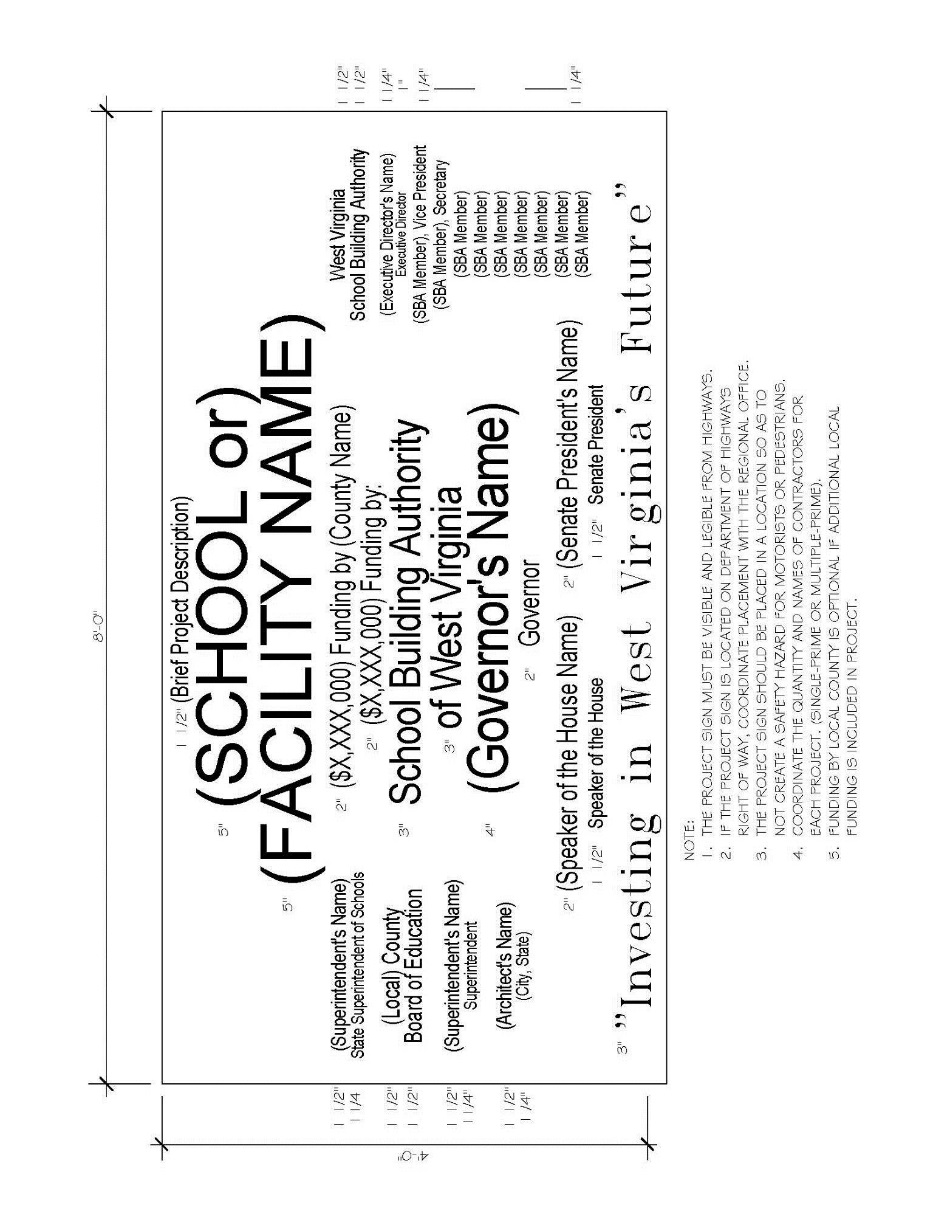 8'-0"
4'-0"
1 1/2" (Brief Project Description)
5" (SCHOOL or)
5" (FACILITY NAME)
2" ($X,XXX,000) Funding by (County Name)
2" ($X,XXX,000) Funding by:
3" School Building Authority
3" of West Virginia
4" (Governor's Name)
2" Governor
1 1/2" (Superintendent's Name)
1 1/4 State Superintendent of Schools
1 1/2" (Local) County
1 1/2" Board of Education
1 1/2" (Superintendent's Name)
1 1/4" Superintendent
1 1/2" (Architect's Name)
1 1/4" (City, State)
West Virginia 1 1/2"
School Building Authority 1 1/2"
(Executive Director's Name) 1 1/4"
Executive Director 1"
(SBA Member), Vice President 1 1/4"
(SBA Member), Secretary
(SBA Member)
(SBA Member)
(SBA Member)
(SBA Member)
(SBA Member)
(SBA Member)
(SBA Member) 1 1/4"
2" (Speaker of the House Name) 2" (Senate President's Name)
1 1/2" Speaker of the House 1 1/2" Senate President
3" "Investing in West Virginia's Future"
NOTE:
1. THE PROJECT SIGN MUST BE VISIBLE AND LEGIBLE FROM HIGHWAYS.
2. IF THE PROJECT SIGN IS LOCATED ON DEPARTMENT OF HIGHWAYS
RIGHT OF WAY, COORDINATE PLACEMENT WITH THE REGIONAL OFFICE.
3. THE PROJECT SIGN SHOULD BE PLACED IN A LOCATION SO AS TO
NOT CREATE A SAFETY HAZARD FOR MOTORISTS OR PEDESTRIANS.
4. COORDINATE THE QUANTITY AND NAMES OF CONTRACTORS FOR
EACH PROJECT. (SINGLE-PRIME OR MULTIPLE-PRIME).
5. FUNDING BY LOCAL COUNTY IS OPTIONAL IF ADDITIONAL LOCAL
FUNDING IS INCLUDED IN PROJECT.